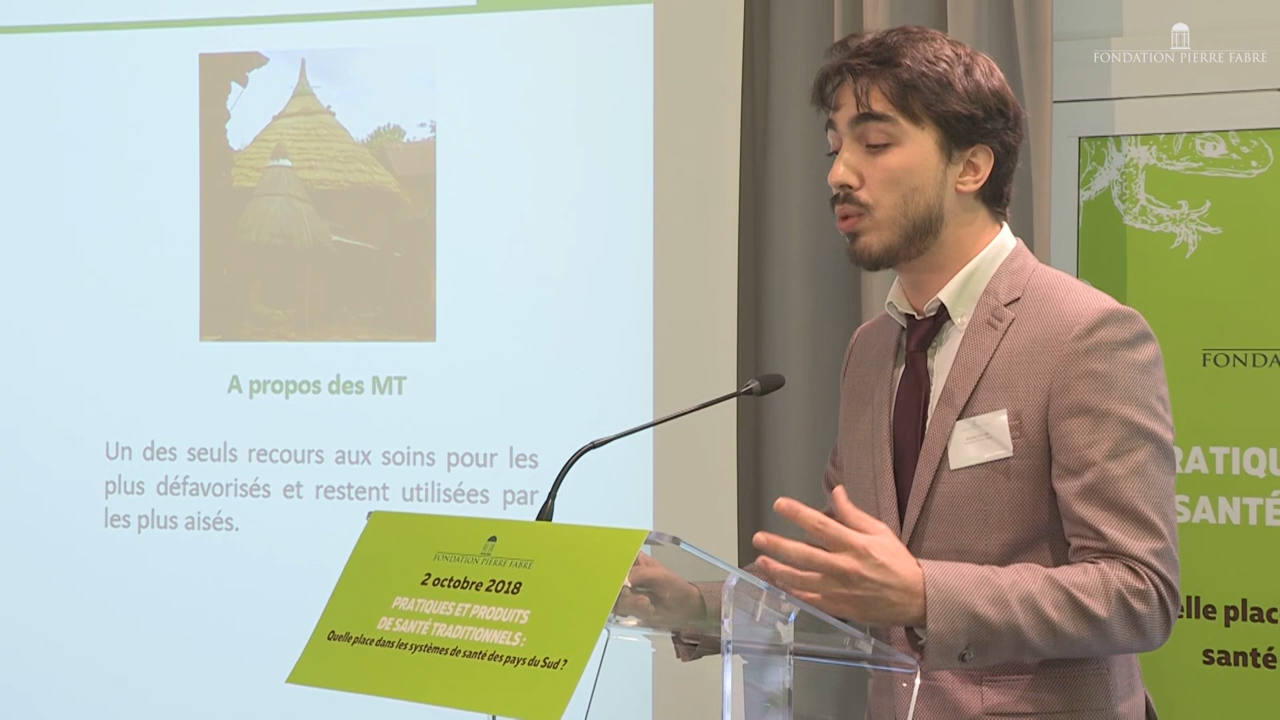 FONDATION PIERRE FABRE
A propos des MT
Un des seuls recours aux soins pour les
plus défavorisés et restent utilisées par
les plus aisés.
FONDATION PIERRE FABRE
2 octobre 2018
PRATIQUES ET PRODUITS
DE SANTÉ TRADITIONNELS :
Quelle place dans les systèmes de santé des pays du Sud ?
FONDA
RATIQU
SANTÉ
elle plac
santé